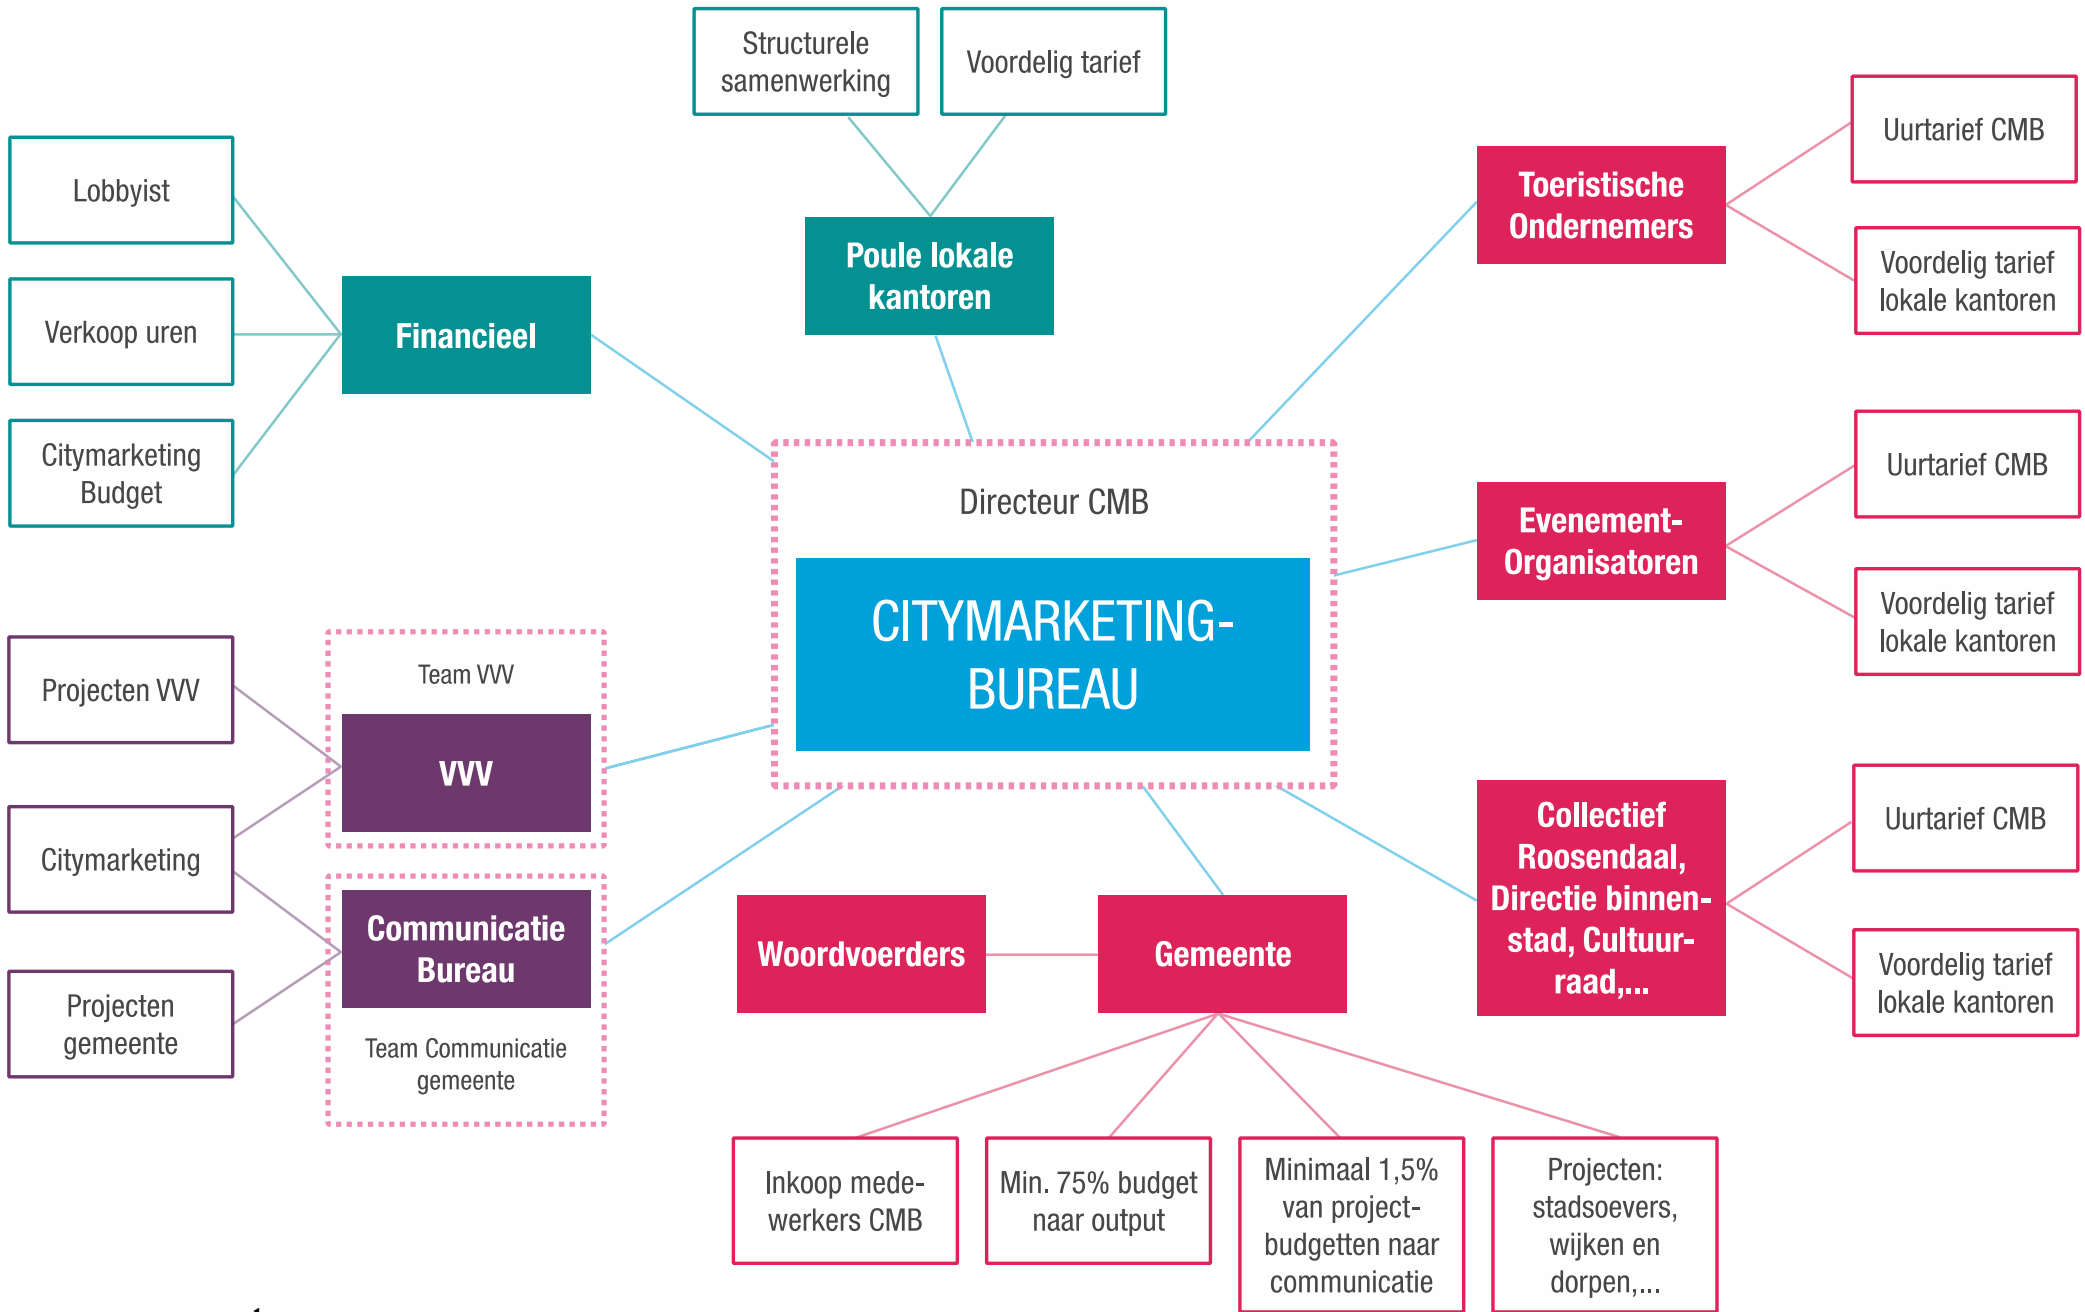 Structurele
samenwerking
Voordelig tarief
Lobbyist
Verkoop uren
Citymarketing
Budget
Financieel
Poule lokale
kantoren
Toeristische
Ondernemers
Uurtarief CMB
Voordelig tarief
lokale kantoren
Directeur CMB
CITYMARKETING-
BUREAU
Evenement-
Organisatoren
Uurtarief CMB
Voordelig tarief
lokale kantoren
Projecten VVV
Citymarketing
Projecten
gemeente
Team VVV
VVV
Communicatie
Bureau
Team Communicatie
gemeente
Woordvoerders
Gemeente
Collectief
Roosendaal,
Directie binnen-
stad, Cultuur-
raad,...
Uurtarief CMB
Voordelig tarief
lokale kantoren
Inkoop mede-
werkers CMB
Min. 75% budget
naar output
Minimaal 1,5%
van project-
budgetten naar
communicatie
Projecten:
stadsoevers,
wijken en
dorpen,...